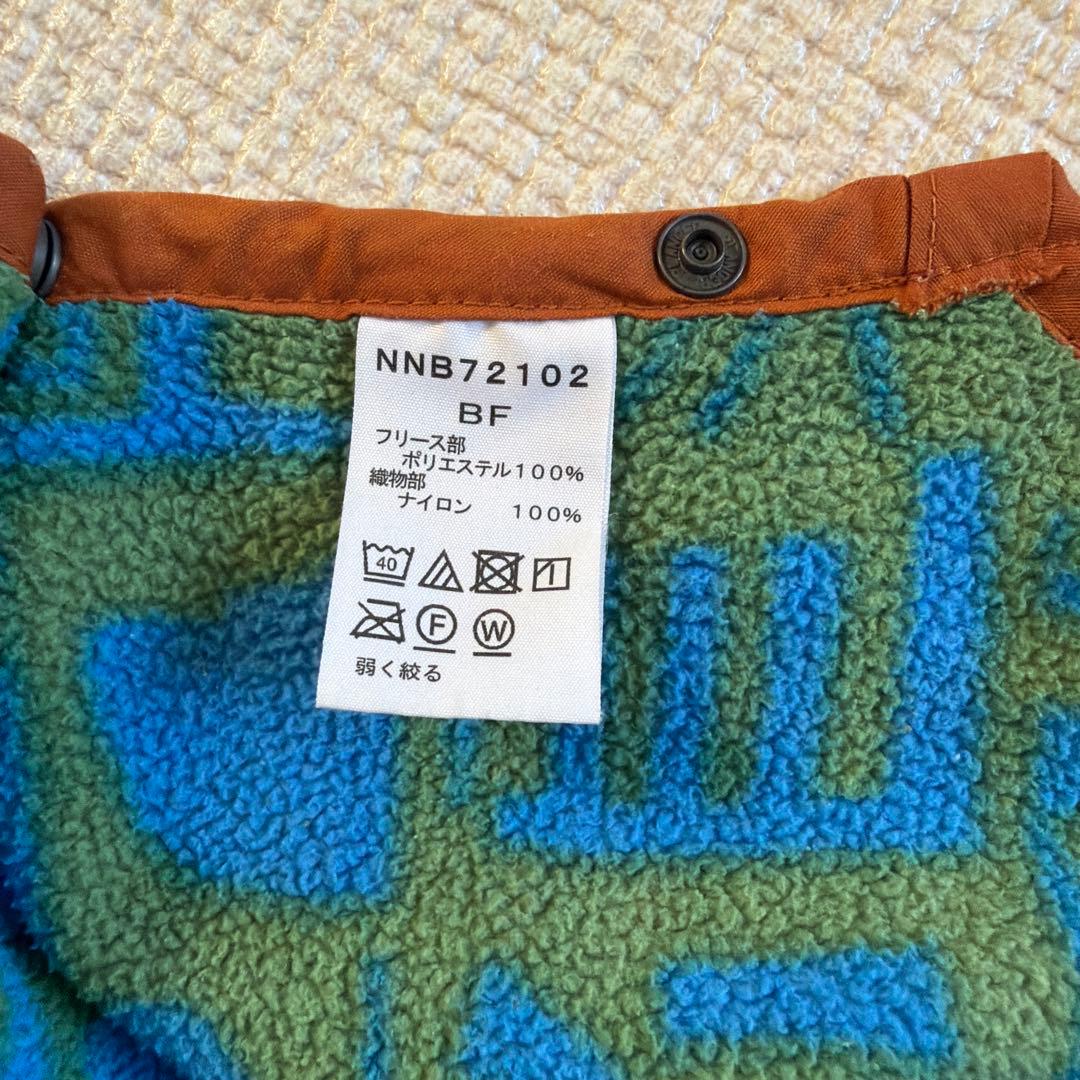 NNB72102
BF
フリース部
ポリエステル100%
織物部
ナイロン 100%
40
F W
弱く絞る